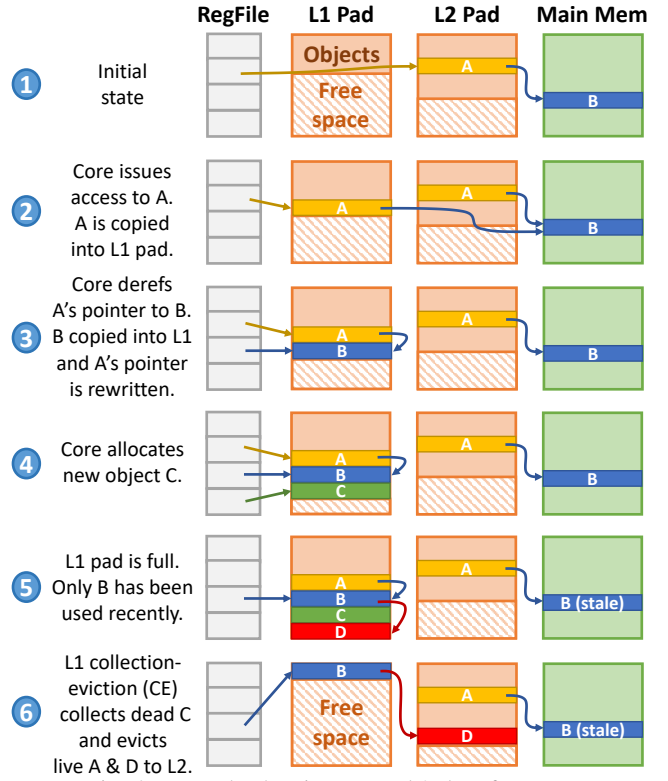 RegFile L1 Pad L2 Pad Main Mem
1 Initial state
Objects
Free space
A
B
2 Core issues access to A. A is copied into L1 pad.
A
A
B
3 Core derefs A's pointer to B. B copied into L1 and A's pointer is rewritten.
A
B
A
B
4 Core allocates new object C.
A
B
C
A
B
5 L1 pad is full. Only B has been used recently.
A
B
C
D
A
B (stale)
6 L1 collection-eviction (CE) collects dead C and evicts live A & D to L2.
B
Free space
A
D
B (stale)